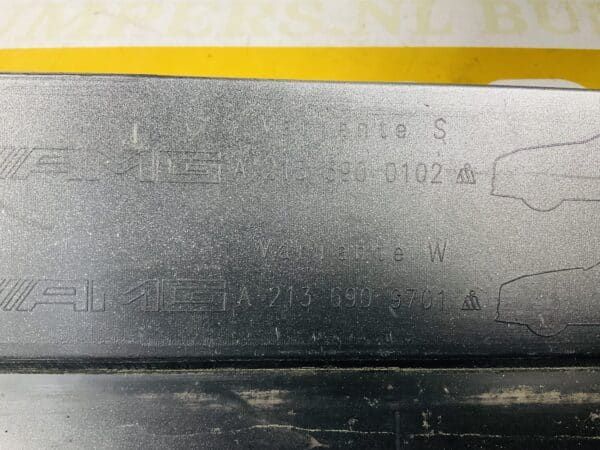 Variante S
AMG A 213 690 0102
Variante W
AMG A 213 690 9701